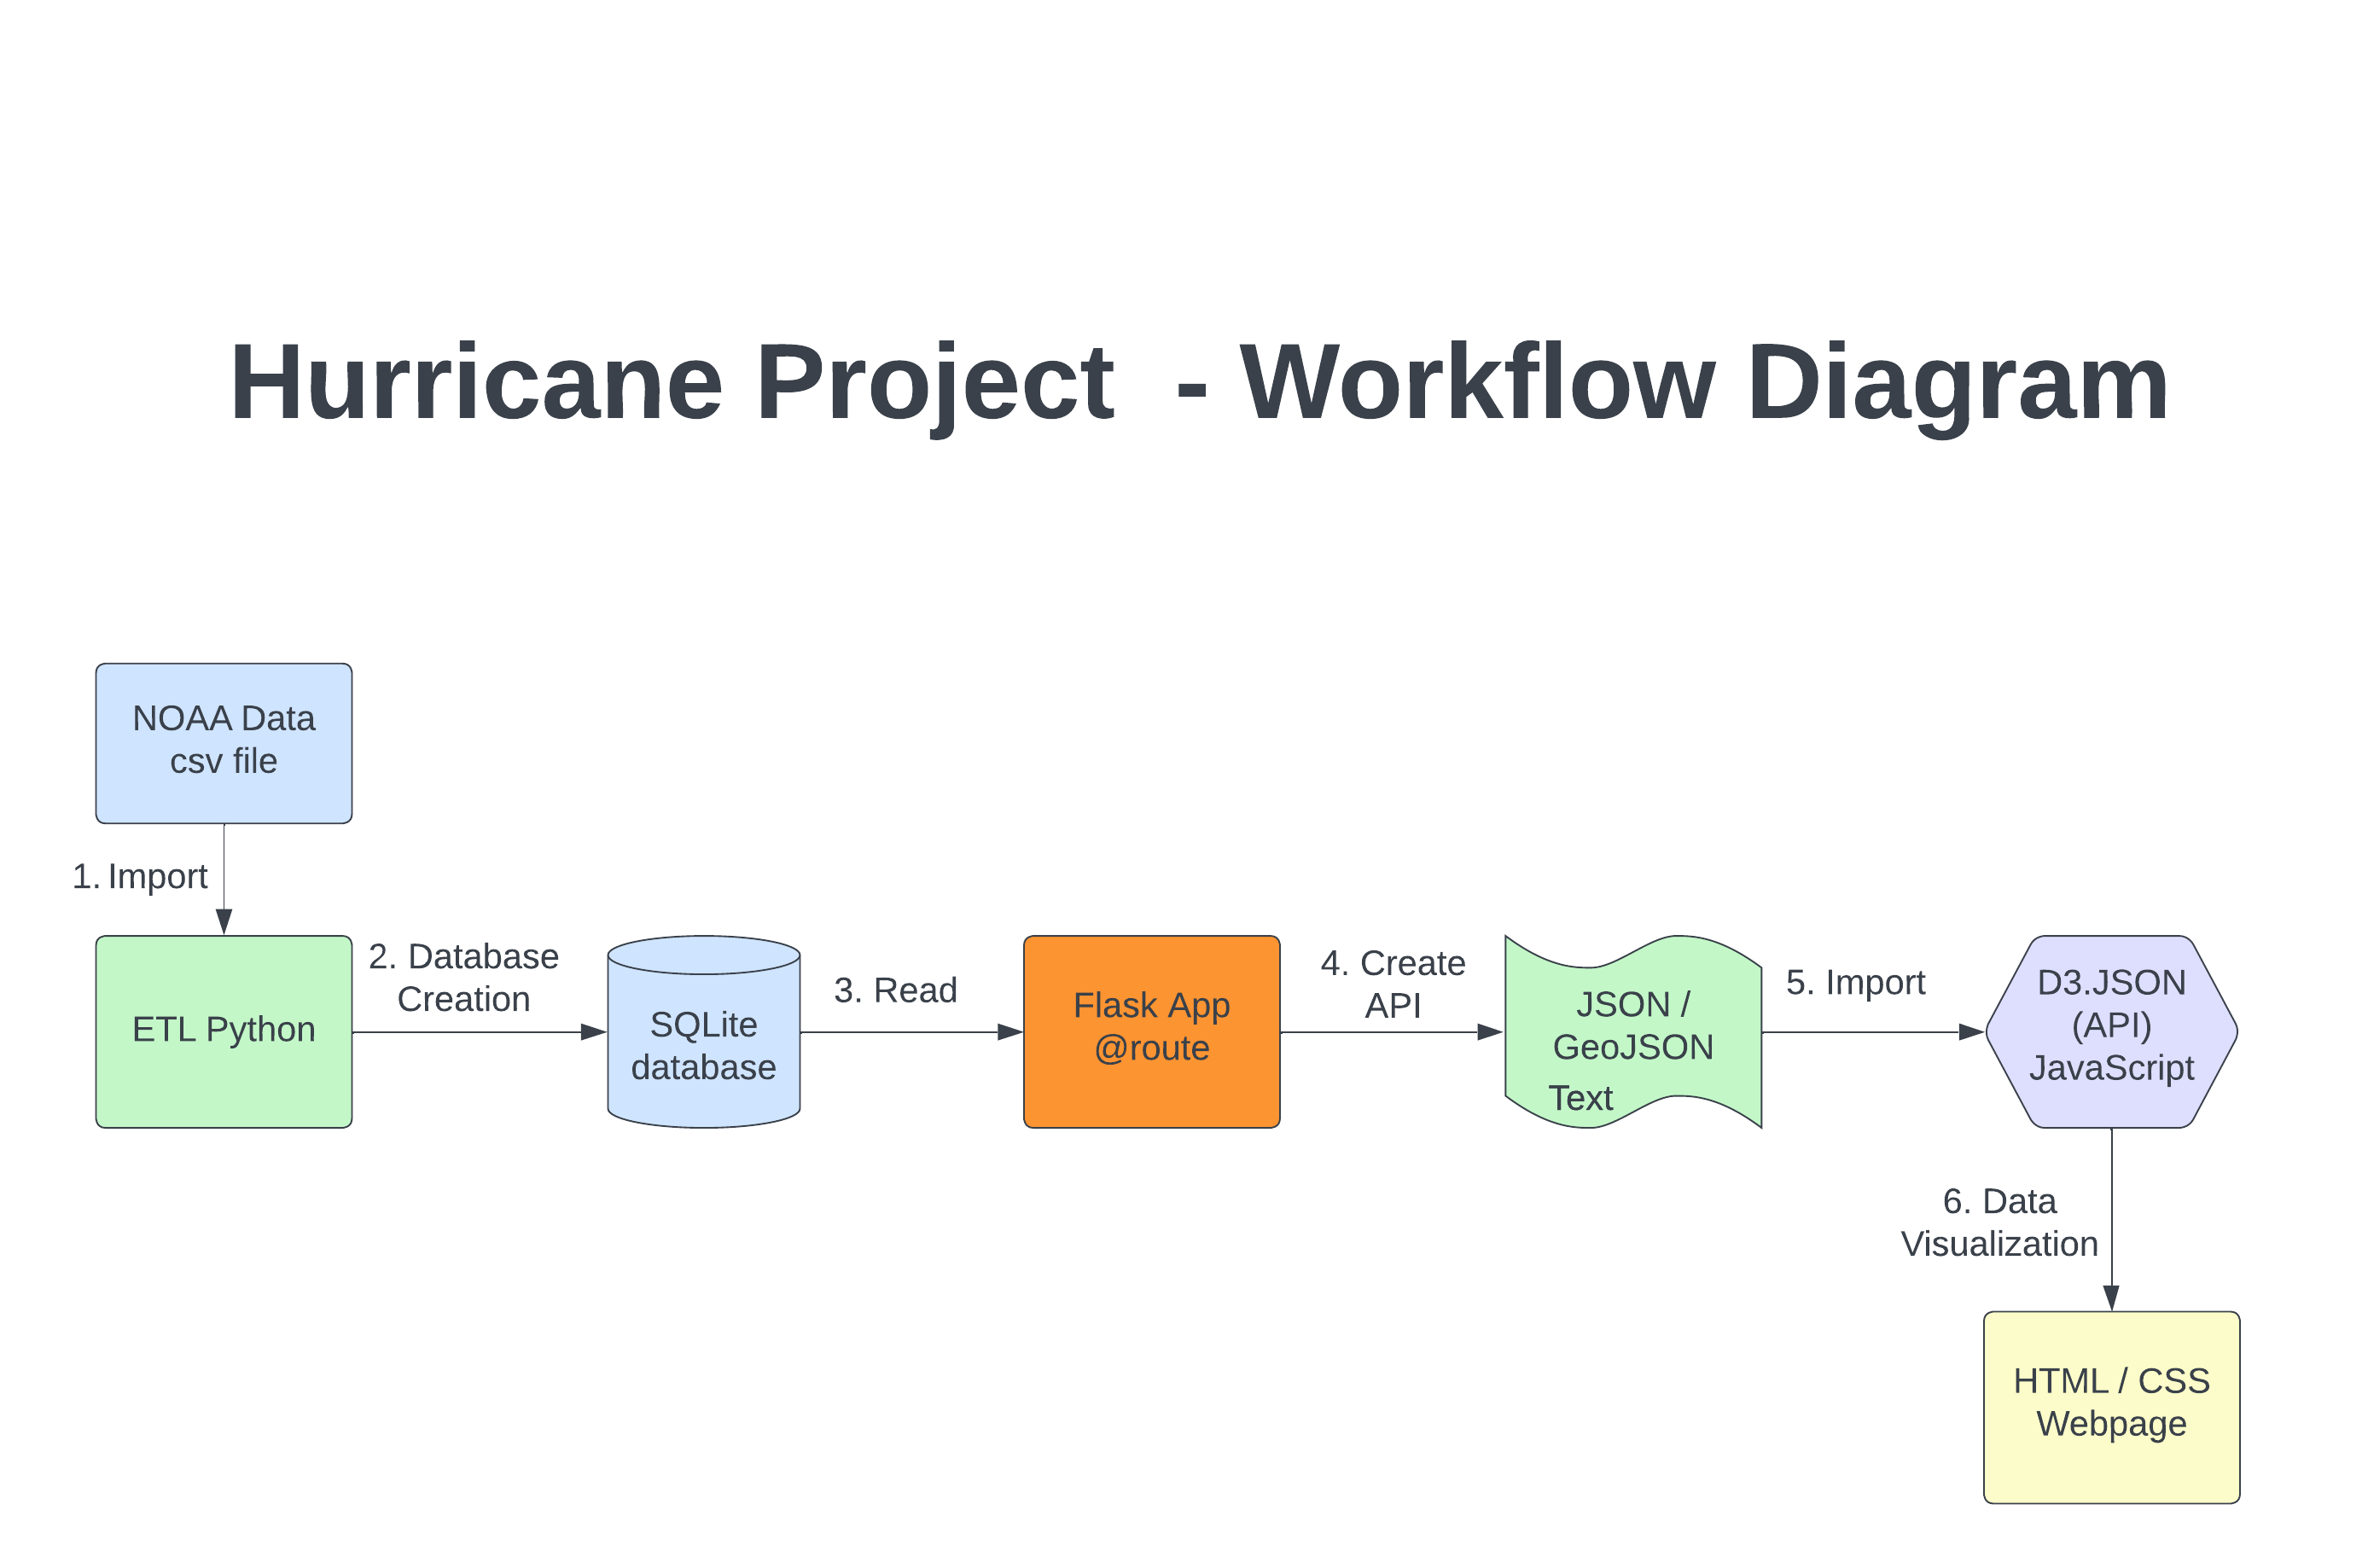 Hurricane Project  - Workflow Diagram
NOAA Data
csv file
1. Import
ETL Python
2. Database
Creation
SQLite
database
3. Read
Flask App
@route
4. Create
API
JSON /
GeoJSON
Text
5. Import
D3.JSON
(API)
JavaScript
6. Data
Visualization
HTML / CSS
Webpage